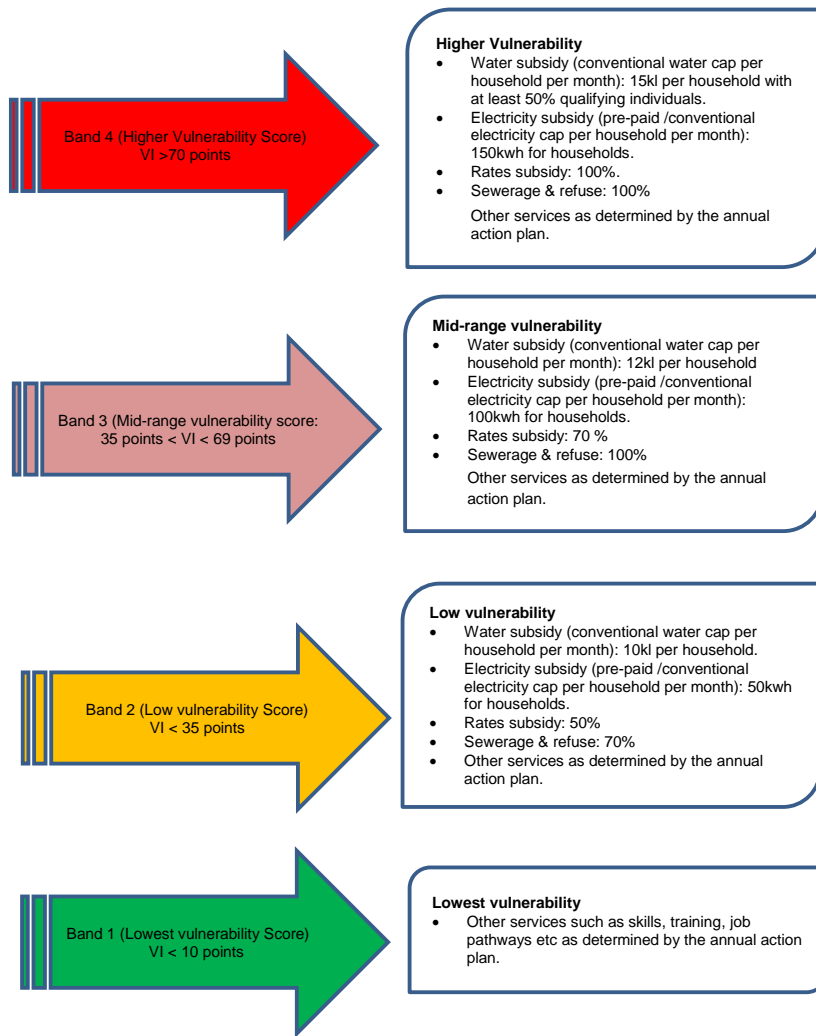 Band 4 (Higher Vulnerability Score)
VI >70 points
Higher Vulnerability
• Water subsidy (conventional water cap per
household per month): 15kl per household with
at least 50% qualifying individuals.
• Electricity subsidy (pre-paid /conventional
electricity cap per household per month):
150kwh for households.
• Rates subsidy: 100%.
• Sewerage & refuse: 100%
Other services as determined by the annual
action plan.
Band 3 (Mid-range vulnerability score:
35 points < VI < 69 points
Mid-range vulnerability
• Water subsidy (conventional water cap per
household per month): 12kl per household
• Electricity subsidy (pre-paid /conventional
electricity cap per household per month):
100kwh for households.
• Rates subsidy: 70 %
• Sewerage & refuse: 100%
Other services as determined by the annual
action plan.
Band 2 (Low vulnerability Score)
VI < 35 points
Low vulnerability
• Water subsidy (conventional water cap per
household per month): 10kl per household.
• Electricity subsidy (pre-paid /conventional
electricity cap per household per month): 50kwh
for households.
• Rates subsidy: 50%
• Sewerage & refuse: 70%
• Other services as determined by the annual
action plan.
Band 1 (Lowest vulnerability Score)
VI < 10 points
Lowest vulnerability
• Other services such as skills, training, job
pathways etc as determined by the annual action
plan.